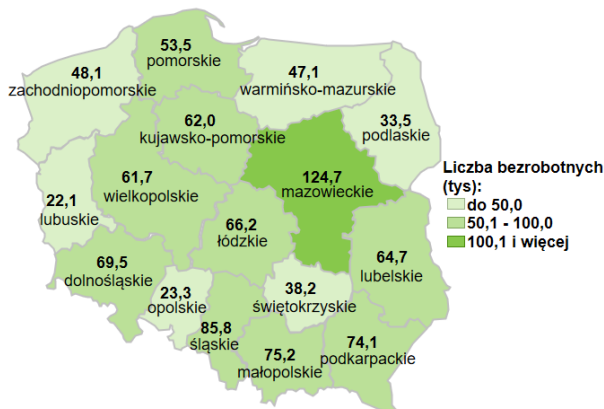 53,5
pomorskie
48,1
zachodniopomorskie
47,1
warmińsko-mazurskie
33,5
podlaskie
62,0
kujawsko-pomorskie
124,7
mazowieckie
61,7
wielkopolskie
22,1
lubuskie
66,2
łódzkie
64,7
lubelskie
69,5
dolnośląskie
23,3
opolskie
38,2
świętokrzyskie
85,8
śląskie
75,2
małopolskie
74,1
podkarpackie
Liczba bezrobotnych
(tys):
do 50,0
50,1 - 100,0
100,1 i więcej